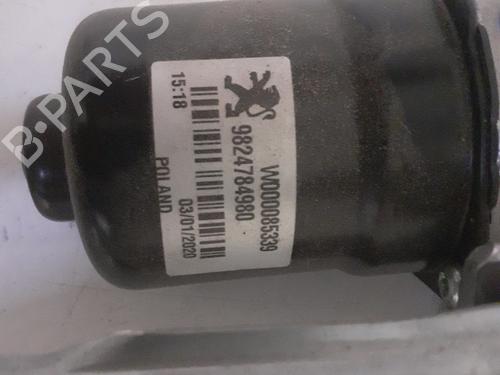 B-PARTS
W000085339
9824784980
15:18
03/01/2020
POLAND